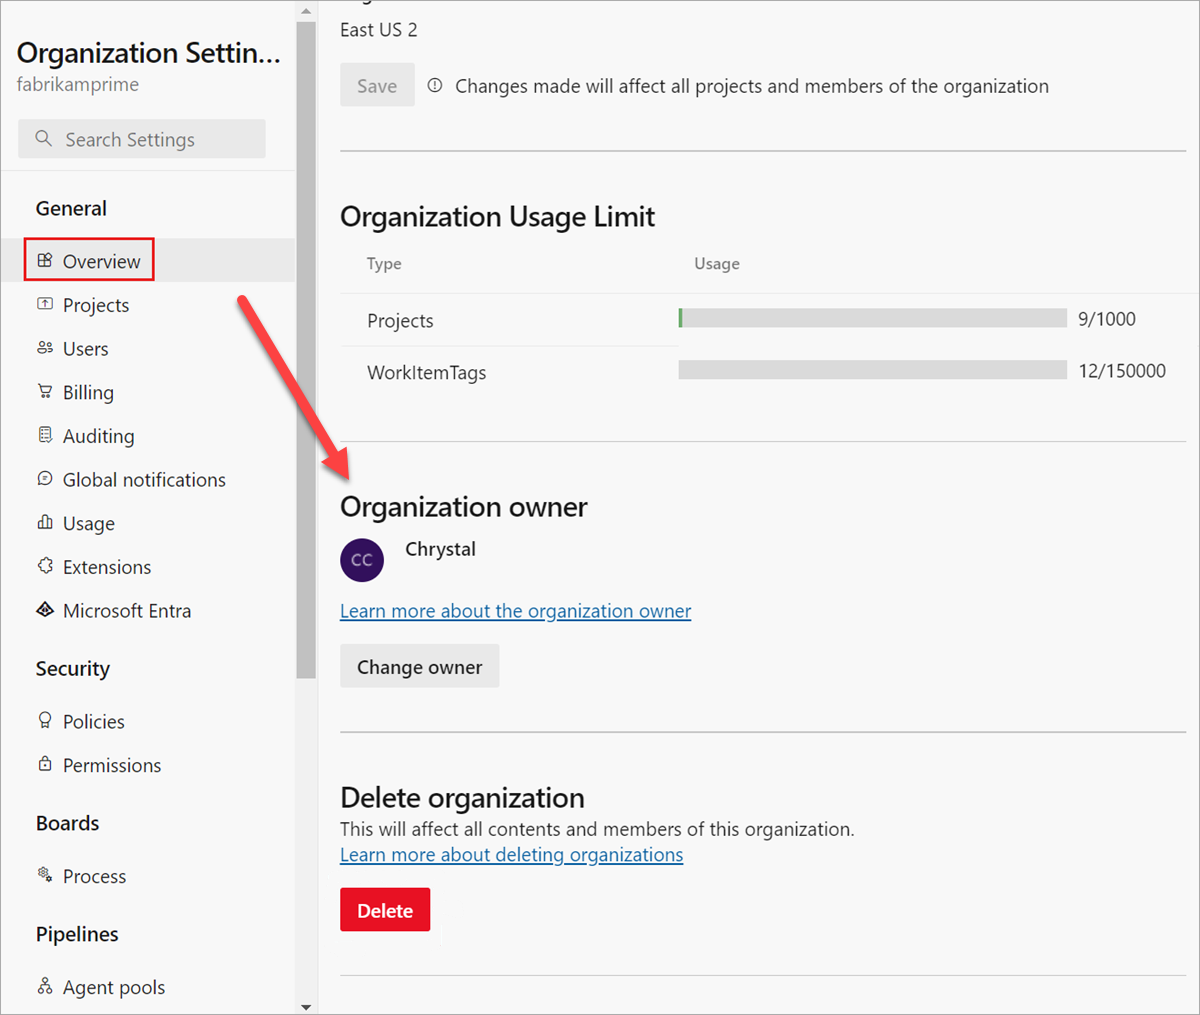 Organization Settin...
fabrikamprime
Search Settings
General
Overview
Projects
Users
Billing
Auditing
Global notifications
Usage
Extensions
Microsoft Entra
Security
Policies
Permissions
Boards
Process
Pipelines
Agent pools
East US 2
Save
Changes made will affect all projects and members of the organization
Organization Usage Limit
Type Usage
Projects 9/1000
WorkItemTags 12/150000
Organization owner
CC
Chrystal
Learn more about the organization owner
Change owner
Delete organization
This will affect all contents and members of this organization.
Learn more about deleting organizations
Delete